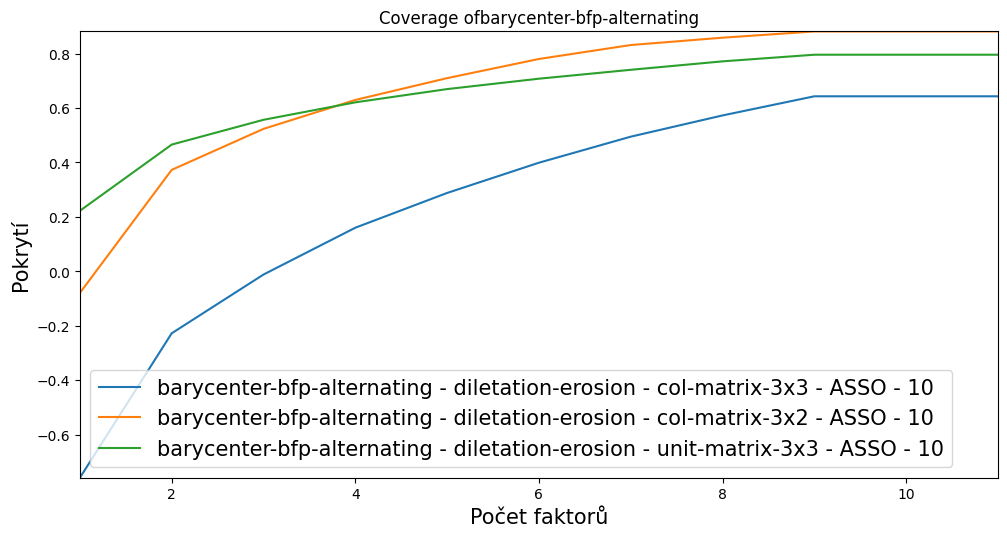 Coverage ofbarycenter-bfp-alternating
0.8
0.6
0.4
0.2
0.0
−0.2
−0.4
−0.6
Pokrytí
barycenter-bfp-alternating - diletation-erosion - col-matrix-3x3 - ASSO - 10
barycenter-bfp-alternating - diletation-erosion - col-matrix-3x2 - ASSO - 10
barycenter-bfp-alternating - diletation-erosion - unit-matrix-3x3 - ASSO - 10
2 4 6 8 10
Počet faktorů